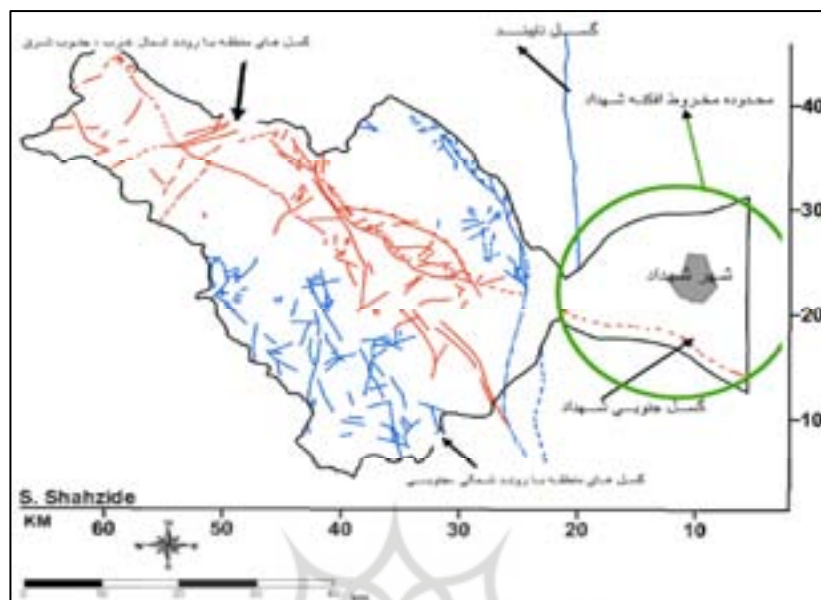 گسل های منطقه با روند شمال غرب - جنوب شرق
گسل نایبند
محدوده مخروط افکنه شهداد
شهر شهداد
گسل جنوبی شهداد
گسل های منطقه با روند شمالی جنوبی
40
30
20
10
S. Shahzide
KM 60 50 40 30 20 10